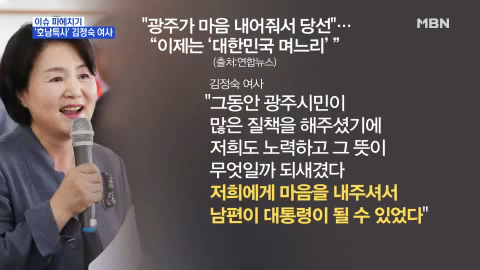 이슈 파헤치기
'호남특사' 김정숙 여사
MBN
"광주가 마음 내어줘서 당선"…
“이제는 ‘대한민국 며느리’ ”
(출처:연합뉴스)
김정숙 여사
"그동안 광주시민이
많은 질책을 해주셨기에
저희도 노력하고 그 뜻이
무엇일까 되새겼다
저희에게 마음을 내주셔서
남편이 대통령이 될 수 있었다"